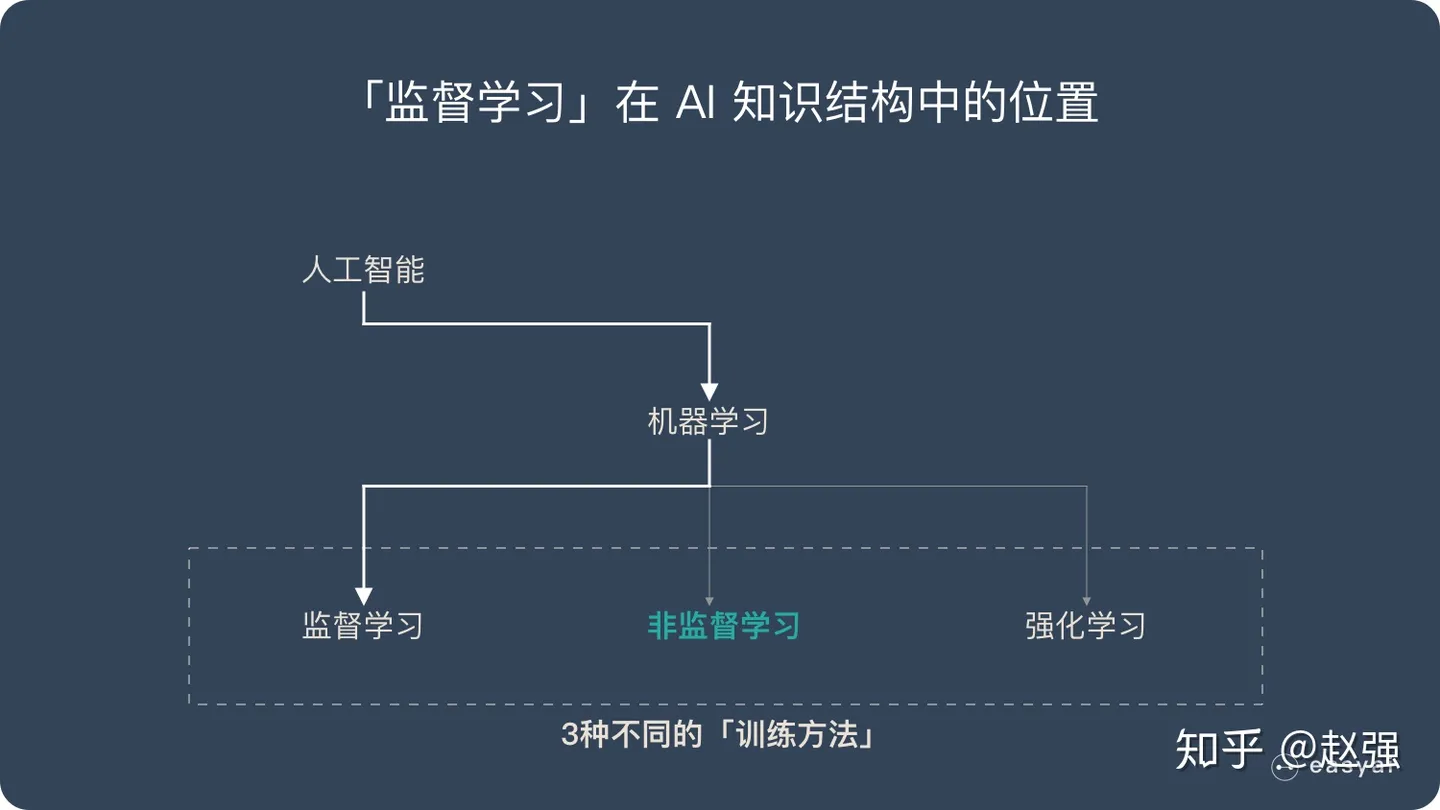 「监督学习」在 AI 知识结构中的位置
人工智能
机器学习
监督学习
非监督学习
强化学习
3种不同的「训练方法」
知乎 @赵强
easyai